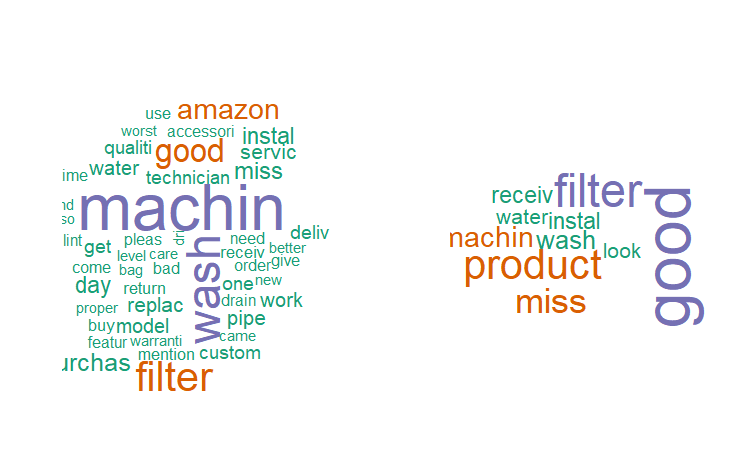 use amazon
worst accessori instal
qualiti good servic
water miss
ime technician
machin
nd
so
lint get pleas dri need deliv
level care receiv better
come bag bad order give
day return wash one new
proper replac drain work
buy model pipe
featur warranti came
mention custom
urchas
filter
receiv filter
water instal
nachin wash look
product good
miss